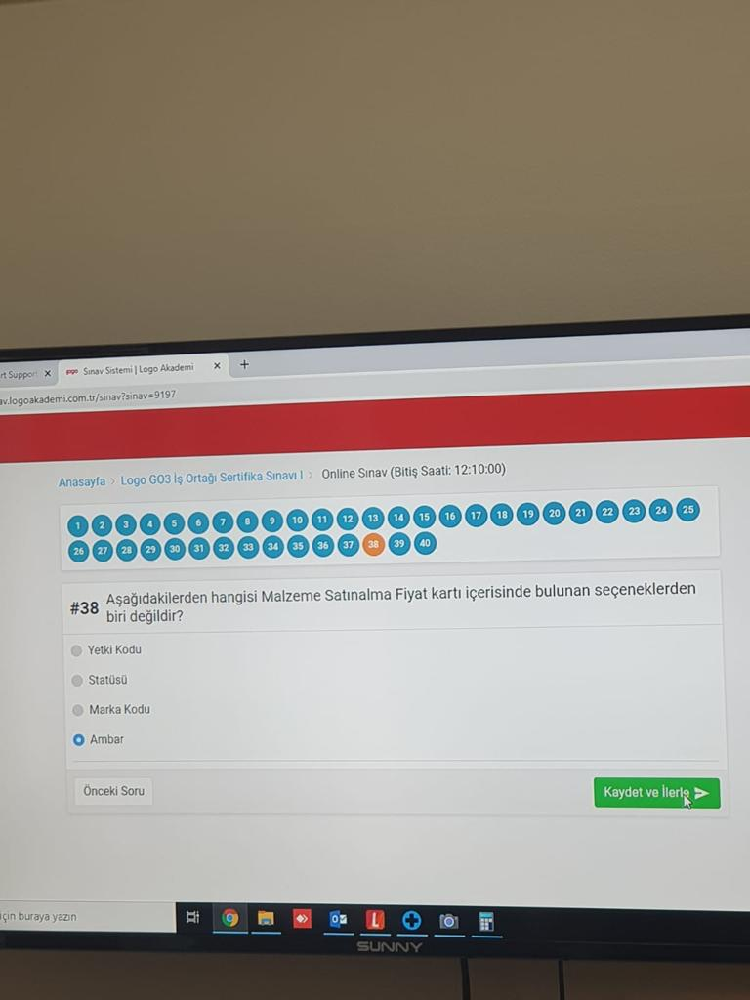 rt Support
Sınav Sistemi | Logo Akademi
av.logoakademi.com.tr/sinav?sinav=9197
Anasayfa > Logo GO3 İş Ortağı Sertifika Sınavı I > Online Sınav (Bitiş Saati: 12:10:00)
1 2 3 4 5 6 7 8 9 10 11 12 13 14 15 16 17 18 19 20 21 22 23 24 25
26 27 28 29 30 31 32 33 34 35 36 37 38 39 40
#38 Aşağıdakilerden hangisi Malzeme Satınalma Fiyat kartı içerisinde bulunan seçeneklerden
biri değildir?
Yetki Kodu
Statüsü
Marka Kodu
Ambar
Önceki Soru
Kaydet ve İlerle
için buraya yazın
SUNNY